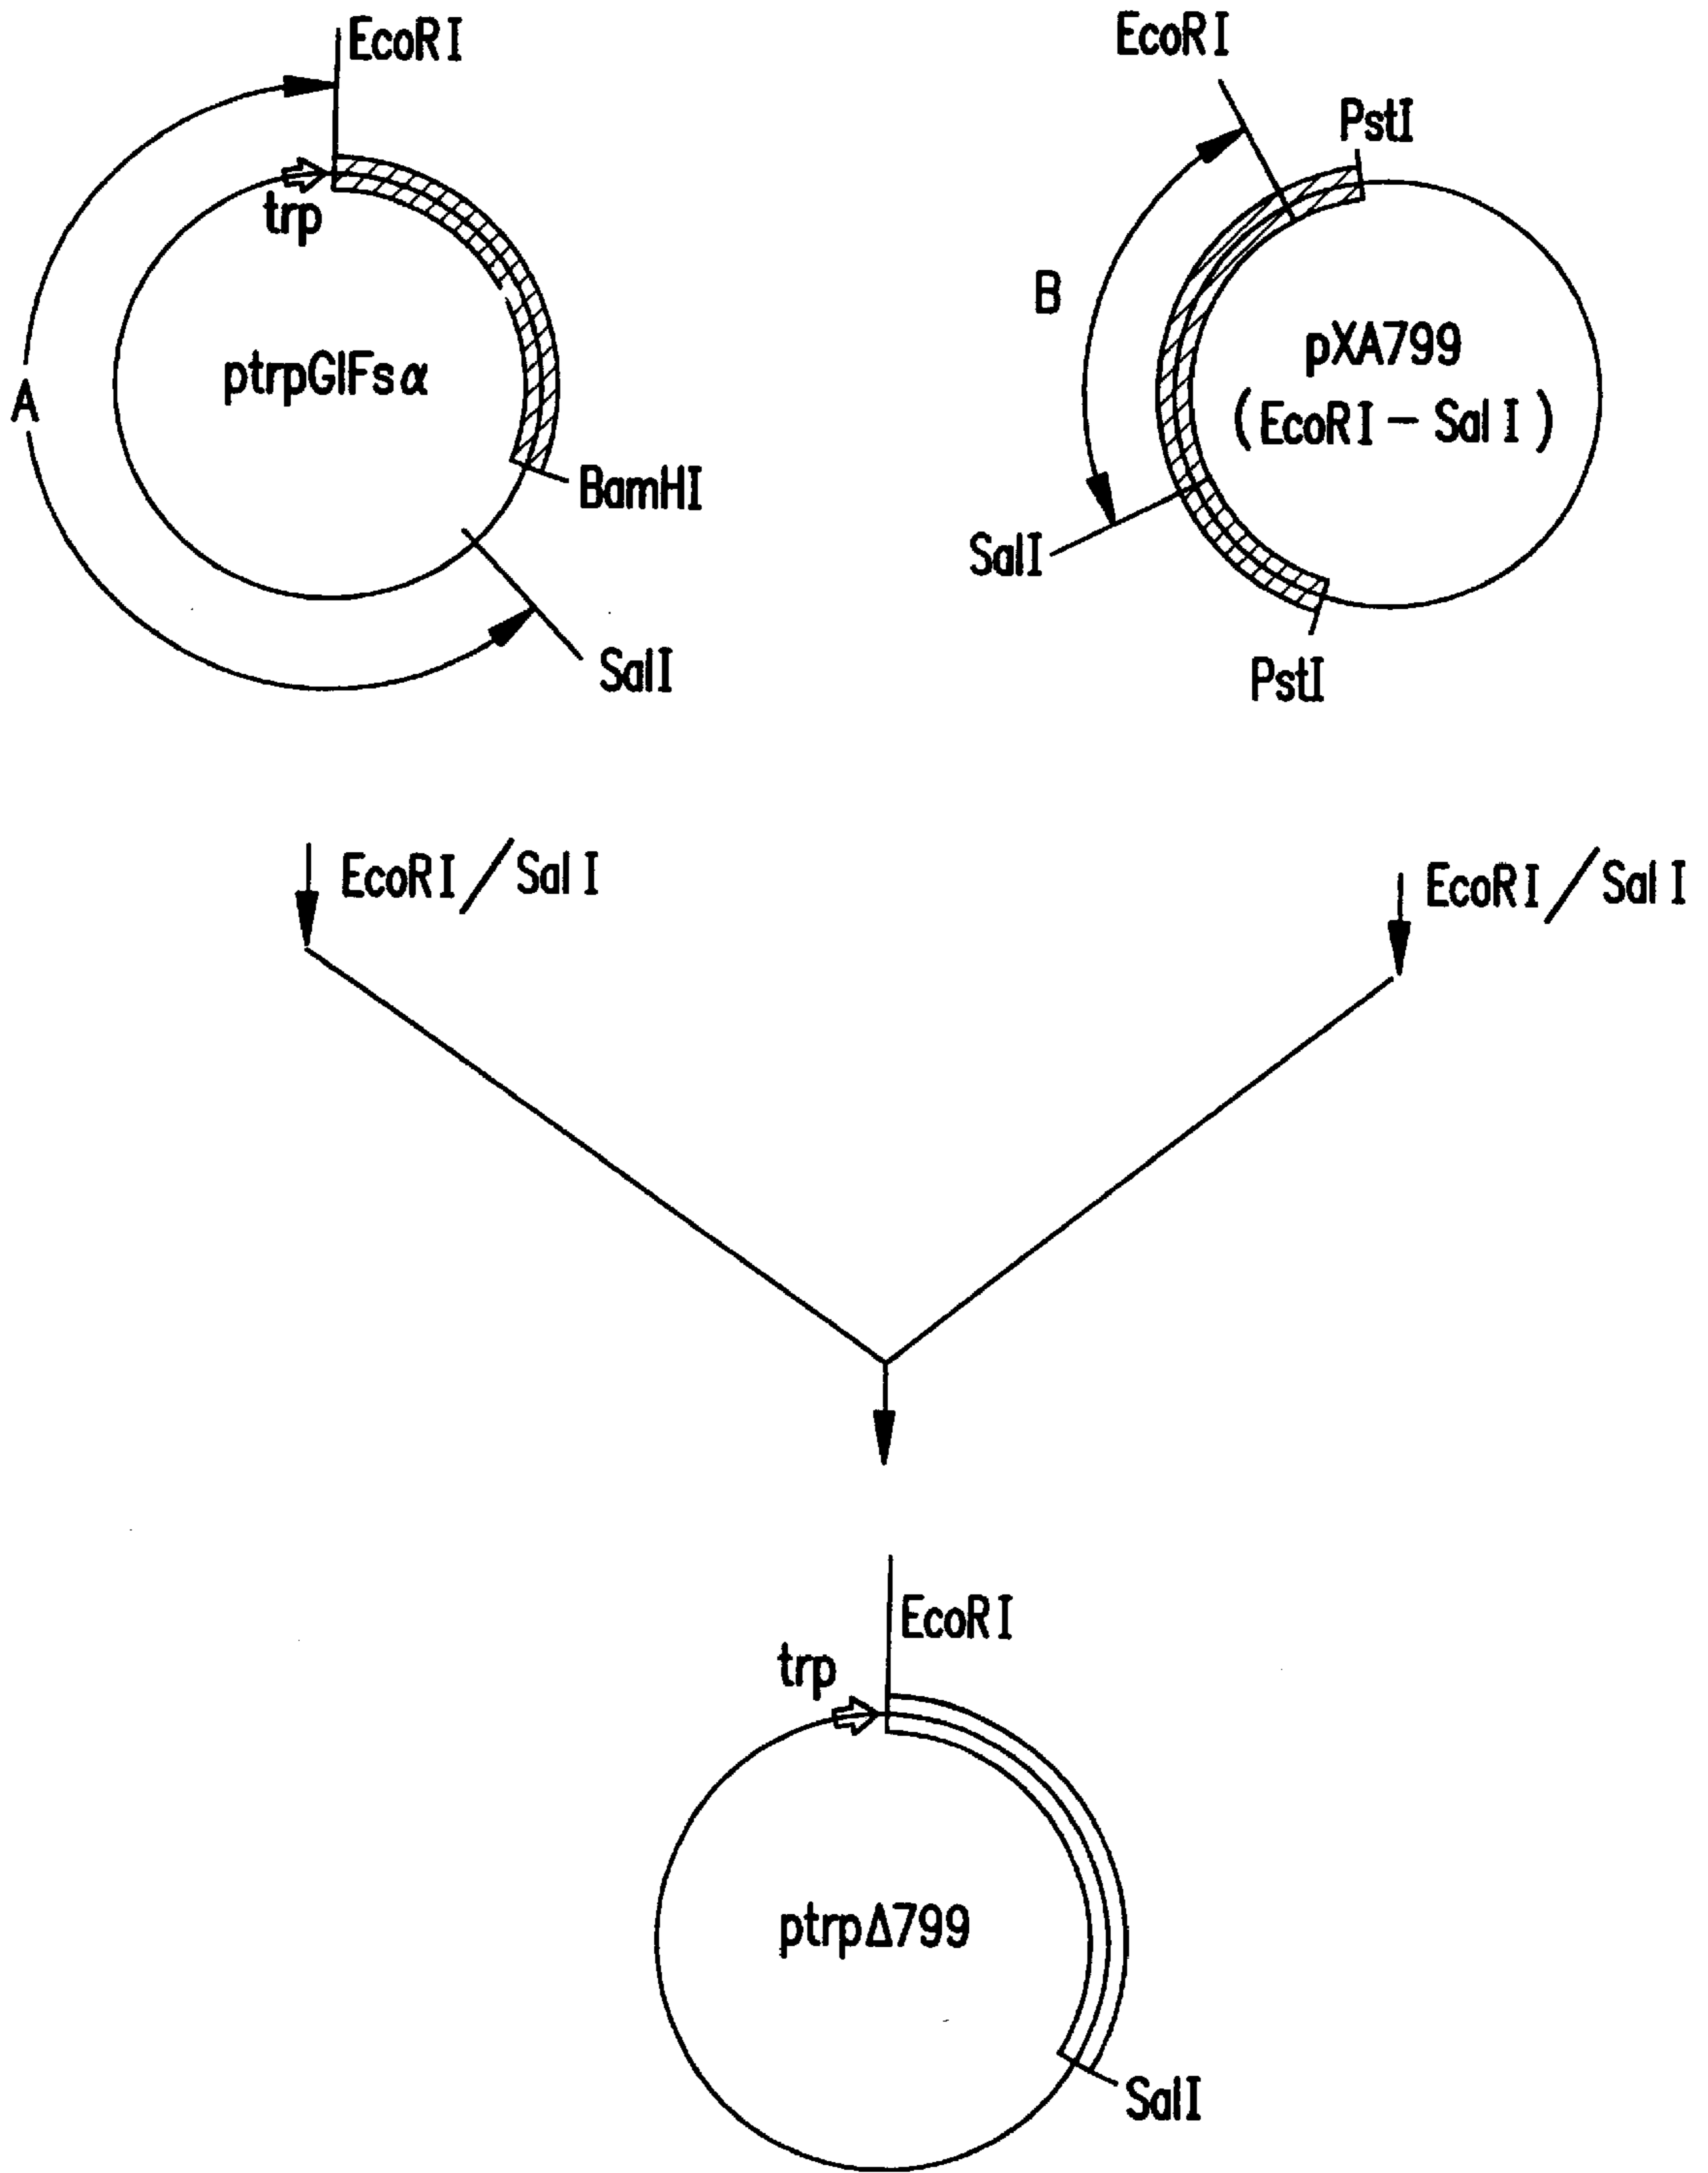 EcoRI
trp
A
ptrpGIFsα
BamHI
SalI
EcoRI
PstI
B
pXA799
(EcoRI-SalI)
SalI
PstI
EcoRI/SalI
EcoRI/SalI
EcoRI
trp
ptrpΔ799
SalI